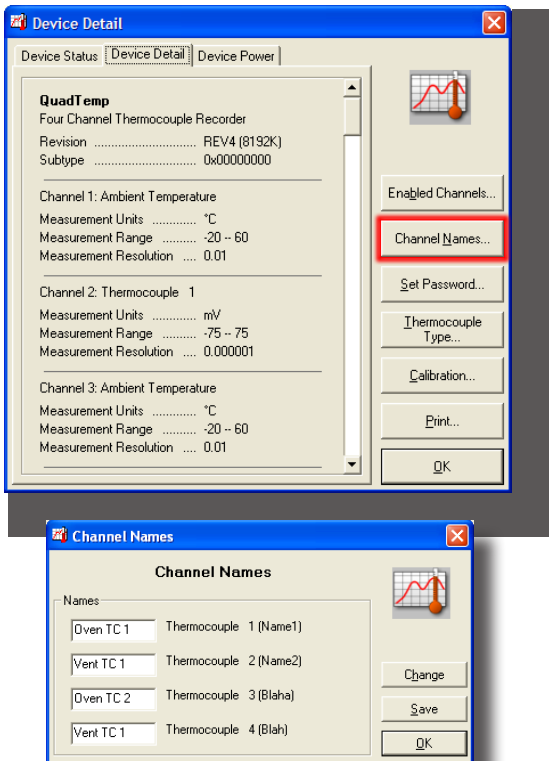 Device Detail
Device Status Device Detail Device Power
QuadTemp
Four Channel Thermocouple Recorder
Revision ............................ REV4 (8192K)
Subtype ............................ 0x00000000
Channel 1: Ambient Temperature
Measurement Units ............ °C
Measurement Range ......... -20 -- 60
Measurement Resolution .... 0.01
Channel 2: Thermocouple 1
Measurement Units ............ mV
Measurement Range ......... -75 -- 75
Measurement Resolution .... 0.000001
Channel 3: Ambient Temperature
Measurement Units ............ °C
Measurement Range ......... -20 -- 60
Measurement Resolution .... 0.01
Enabled Channels...
Channel Names...
Set Password...
Thermocouple
Type...
Calibration...
Print...
OK
Channel Names
Channel Names
Names
Oven TC 1 Thermocouple 1 (Name1)
Vent TC 1 Thermocouple 2 (Name2)
Oven TC 2 Thermocouple 3 (Blaha)
Vent TC 1 Thermocouple 4 (Blah)
Change
Save
OK